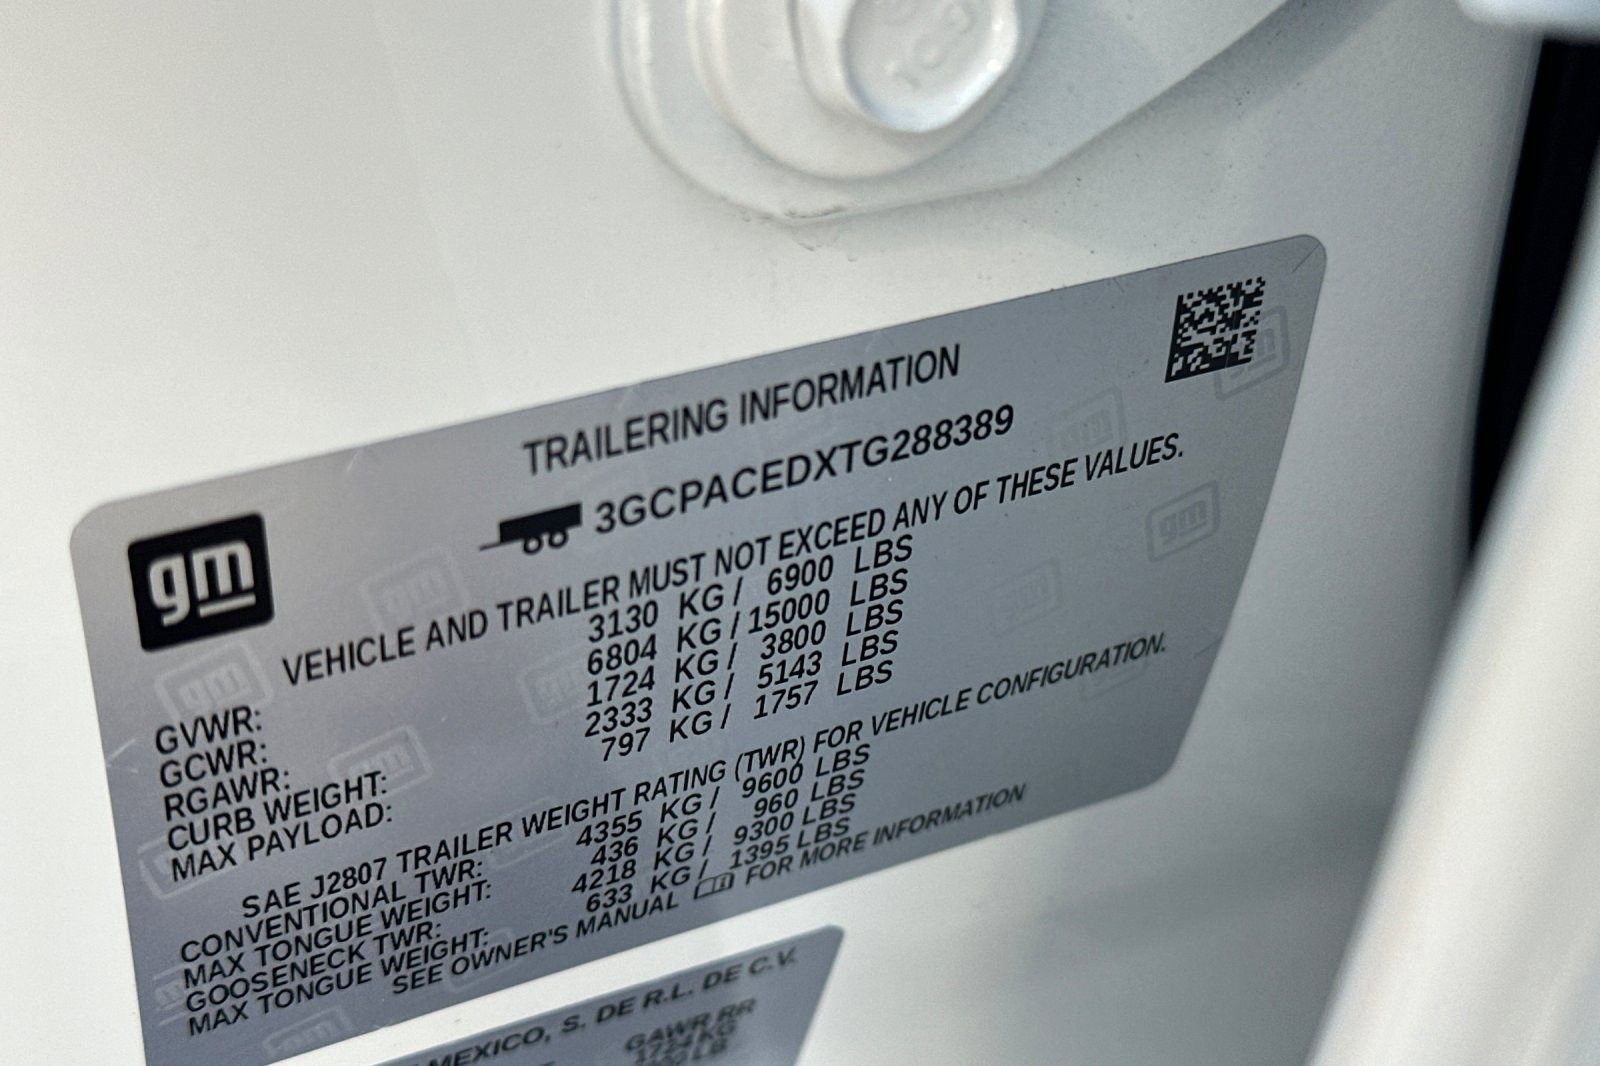 103
TRAILERING INFORMATION
gm
3GCPACEDXTG288389
VEHICLE AND TRAILER MUST NOT EXCEED ANY OF THESE VALUES.
GVWR: 3130 KG / 6900 LBS
GCWR: 6804 KG / 15000 LBS
RGAWR: 1724 KG / 3800 LBS
CURB WEIGHT: 2333 KG / 5143 LBS
MAX PAYLOAD: 797 KG / 1757 LBS
SAE J2807 TRAILER WEIGHT RATING (TWR) FOR VEHICLE CONFIGURATION.
CONVENTIONAL TWR: 4355 KG / 9600 LBS
MAX TONGUE WEIGHT: 436 KG / 960 LBS
GOOSENECK TWR: 4218 KG / 9300 LBS
MAX TONGUE WEIGHT: 633 KG / 1395 LBS
SEE OWNER'S MANUAL FOR MORE INFORMATION
MEXICO, S. DE R.L. DE C.V.
GAWR RR
1724 KG
LB